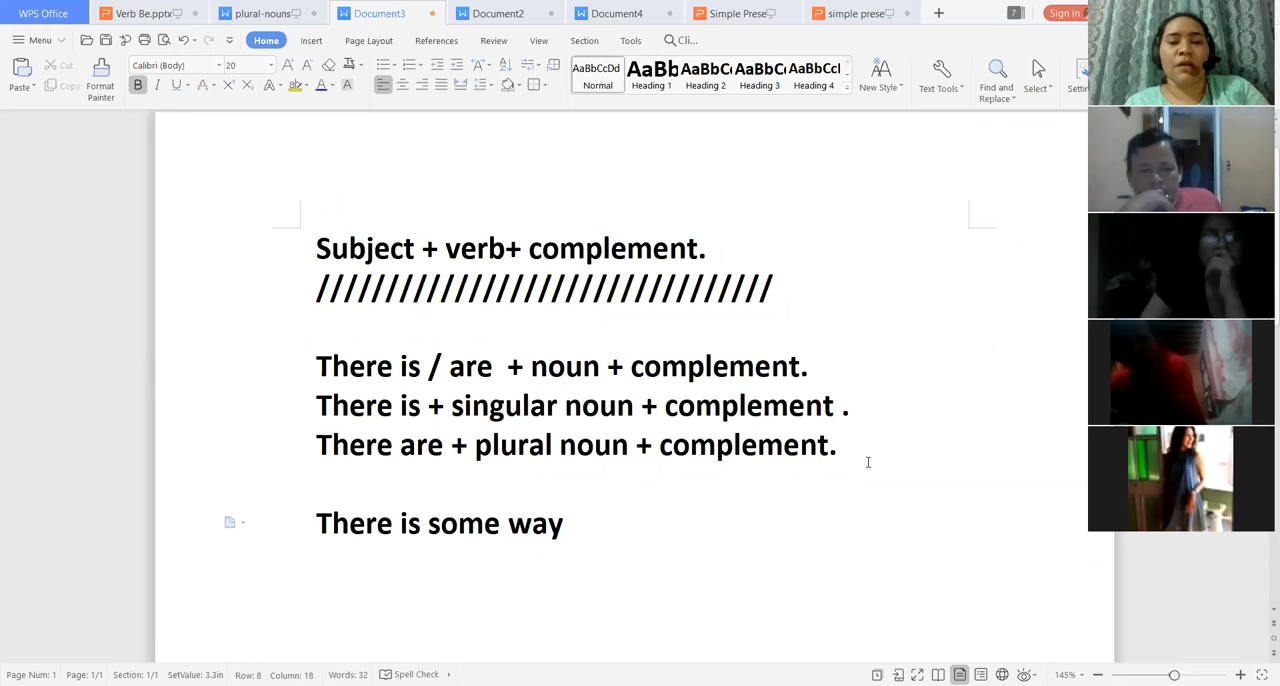 WPS Office Verb Be.pptx plural-nouns Document3 Document2 Document4 Simple Prese simple prese 7 Sign in
Menu Home Insert Page Layout References Review View Section Tools Cli...
Paste Cut Copy Format Painter Calibri (Body) 20 AaBbCcDd Normal AaBb Heading 1 AaBbC Heading 2 AaBbC Heading 3 AaBbCcI Heading 4 New Style Text Tools Find and Replace Select Settin
Subject + verb+ complement.
/////////////////////////////////
There is / are + noun + complement.
There is + singular noun + complement .
There are + plural noun + complement.
There is some way
Page Num: 1 Page: 1/1 Section: 1/1 SetValue: 3.3in Row: 8 Column: 18 Words: 32 Spell Check 145%